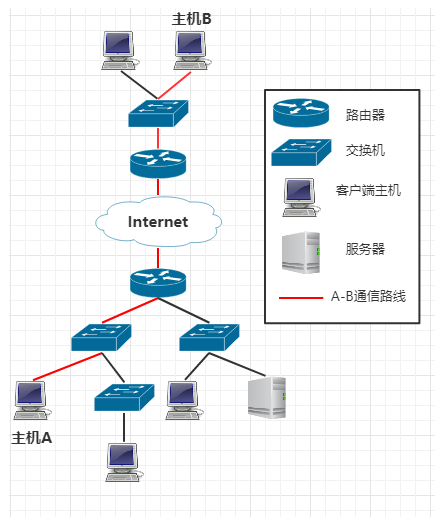 主机B
路由器
交换机
客户端主机
Internet
服务器
A-B通信路线
主机A